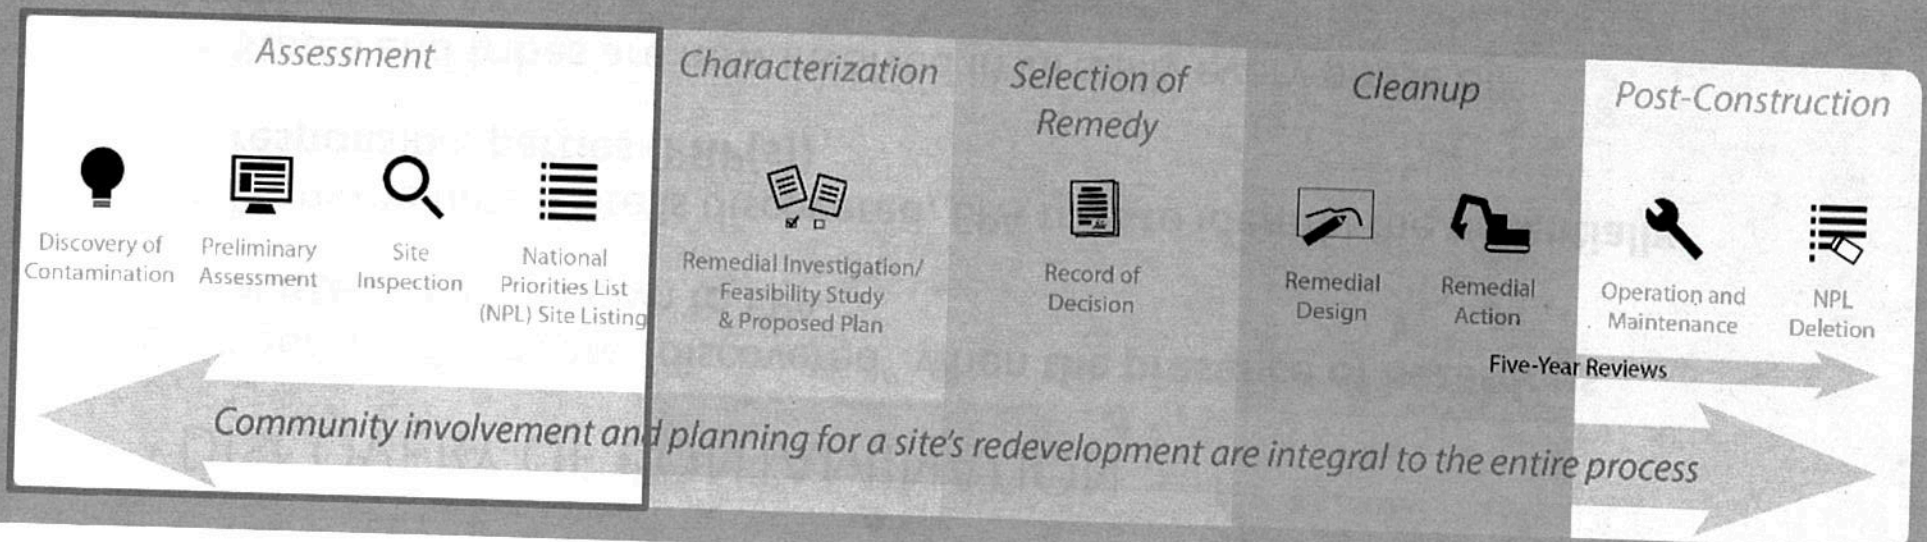 Assessment
Discovery of
Contamination
Preliminary
Assessment
Site
Inspection
National
Priorities List
(NPL) Site Listing
Characterization
Remedial Investigation/
Feasibility Study
& Proposed Plan
Selection of
Remedy
Record of
Decision
Cleanup
Remedial
Design
Remedial
Action
Post-Construction
Operation and
Maintenance
NPL
Deletion
Five-Year Reviews
Community involvement and planning for a site's redevelopment are integral to the entire process